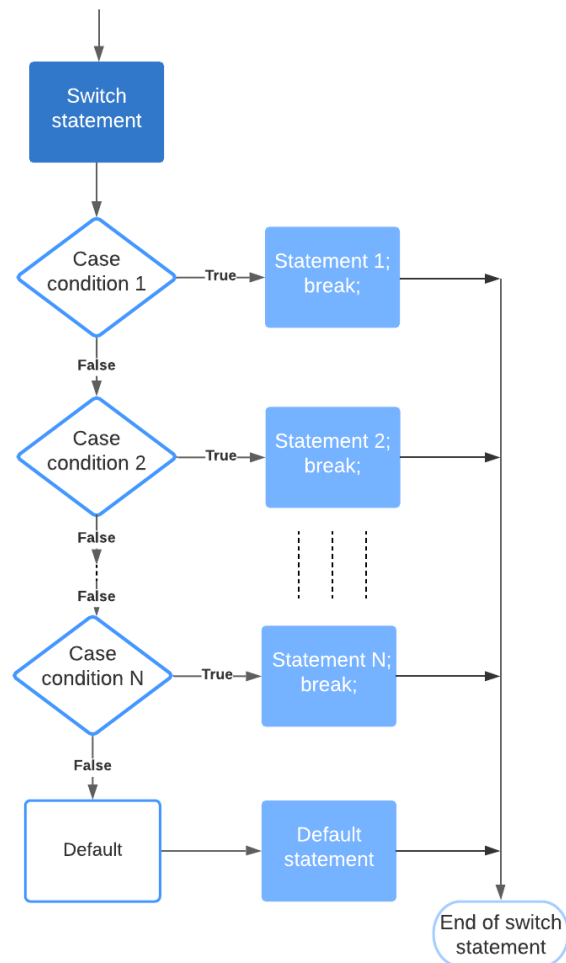 Switch
statement
Case
condition 1
True
Statement 1;
break;
False
Case
condition 2
True
Statement 2;
break;
False
False
Case
condition N
True
Statement N;
break;
False
Default
Default
statement
End of switch
statement